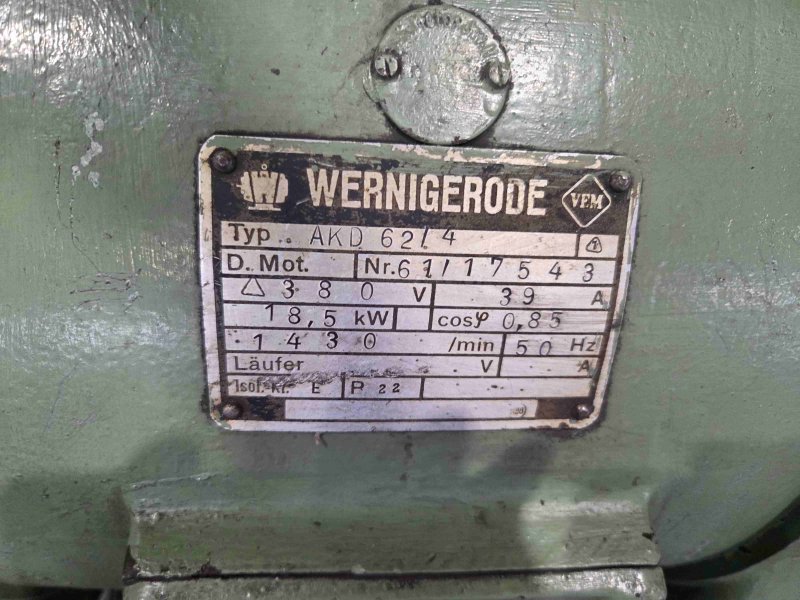 W WERNIGERODE VEM
Typ .. AKD 62/4
D. Mot. Nr. 61/17543
△ 380 V 39 A
18,5 kW cosφ 0,85
1430 /min 50 Hz
Läufer V A
Isol.-Kl. E P 22